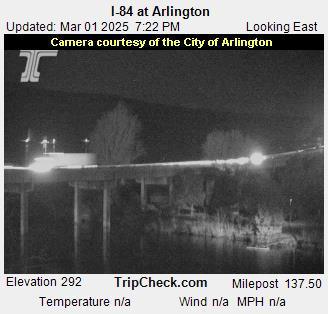 I-84 at Arlington
Updated: Mar 01 2025 7:22 PM Looking East
Camera courtesy of the City of Arlington
Elevation 292 TripCheck.com Milepost 137.50
Temperature n/a Wind n/a MPH n/a